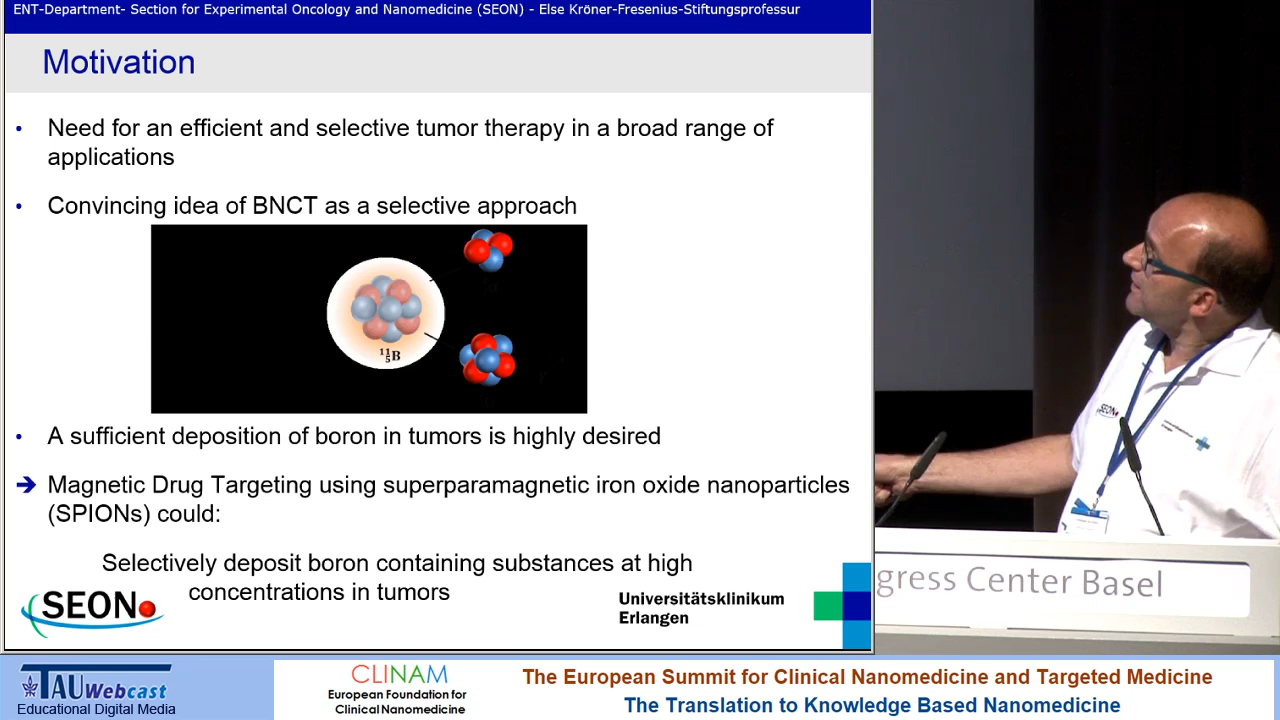 ENT-Department- Section for Experimental Oncology and Nanomedicine (SEON) - Else Kröner-Fresenius-Stiftungsprofessur
Motivation
• Need for an efficient and selective tumor therapy in a broad range of
applications
• Convincing idea of BNCT as a selective approach
¹¹₅B
• A sufficient deposition of boron in tumors is highly desired
➔ Magnetic Drug Targeting using superparamagnetic iron oxide nanoparticles
(SPIONs) could:
Selectively deposit boron containing substances at high
concentrations in tumors
SEON
Universitätsklinikum
Erlangen
SEON
gress Center Basel
TAU Webcast
Educational Digital Media
CLINAM
European Foundation for
Clinical Nanomedicine
The European Summit for Clinical Nanomedicine and Targeted Medicine
The Translation to Knowledge Based Nanomedicine